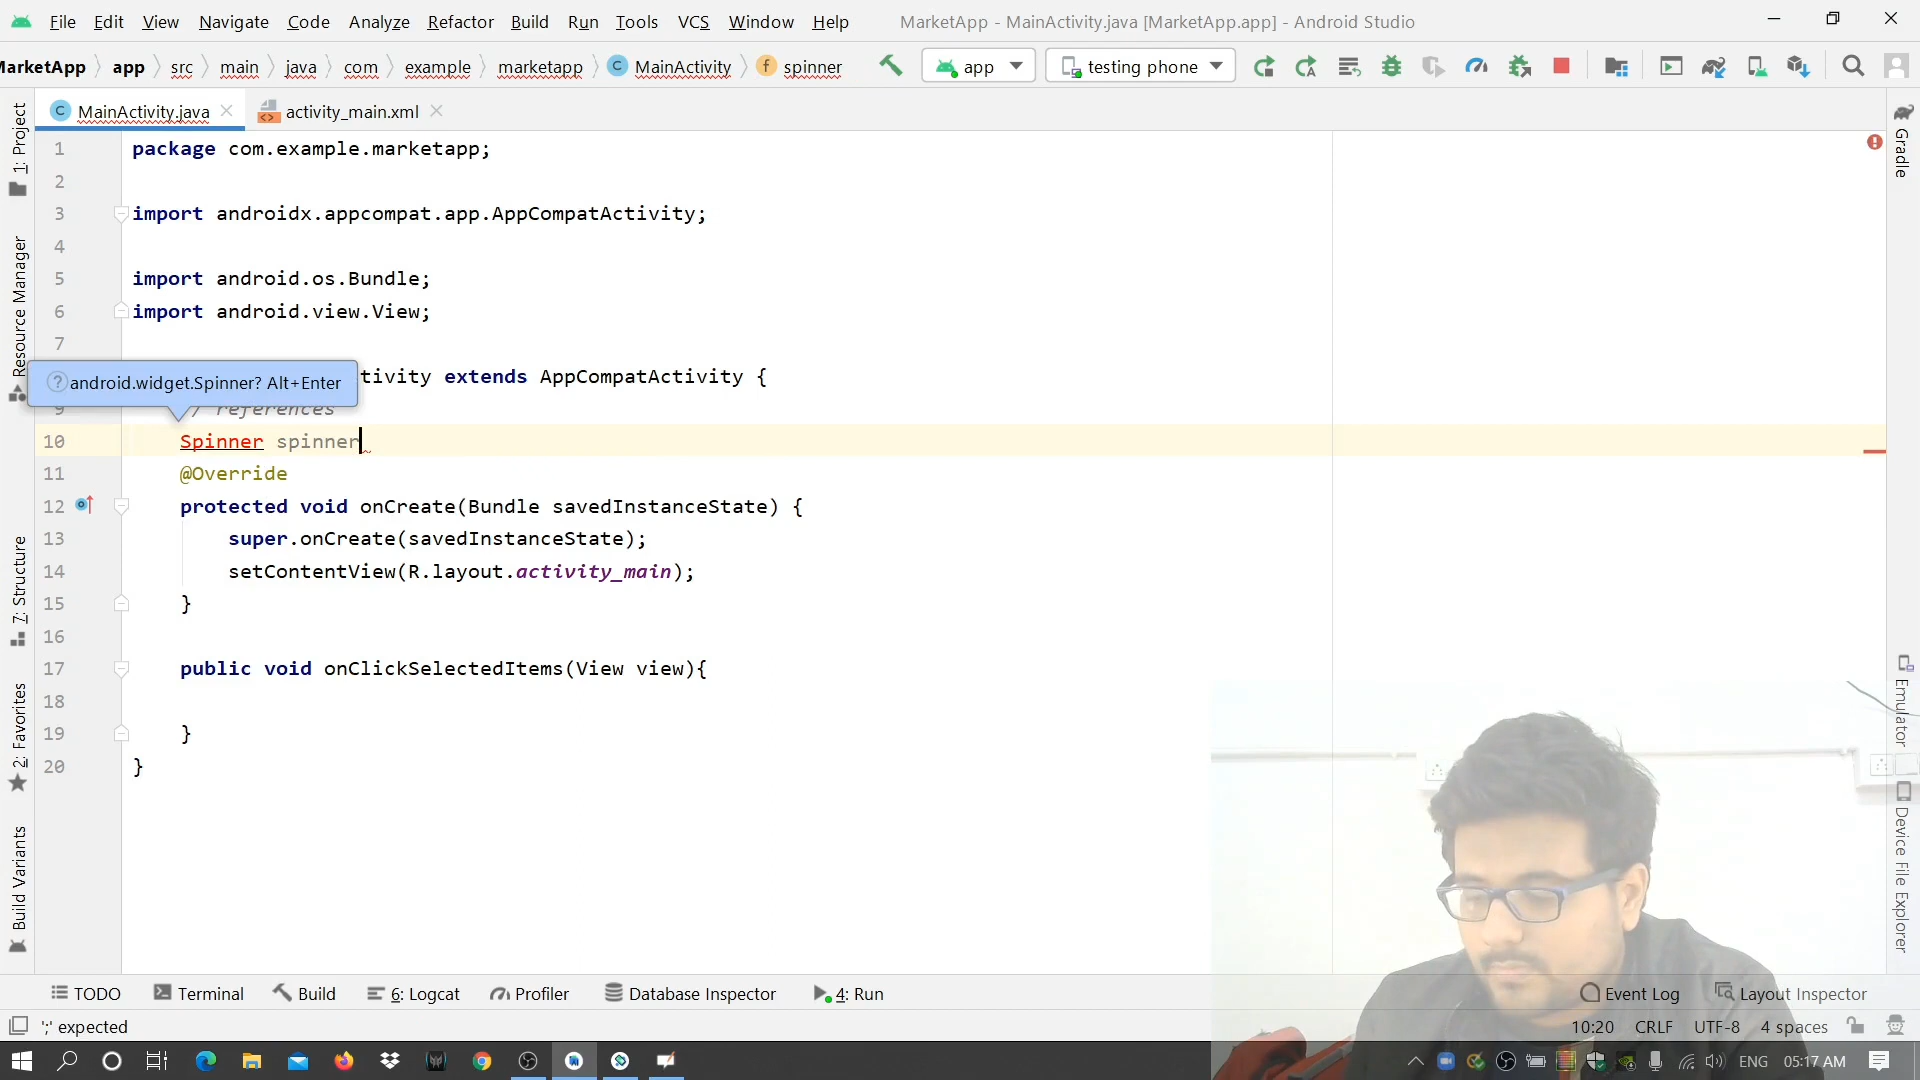 File Edit View Navigate Code Analyze Refactor Build Run Tools VCS Window Help MarketApp - MainActivity.java [MarketApp.app] - Android Studio
MarketApp app src main java com example marketapp C MainActivity f spinner app testing phone
MainActivity.java activity_main.xml
1 package com.example.marketapp;
2
3 import androidx.appcompat.app.AppCompatActivity;
4
5 import android.os.Bundle;
6 import android.view.View;
7
android.widget.Spinner? Alt+Enter
tivity extends AppCompatActivity {
9 / references
10 Spinner spinner
11 @Override
12 protected void onCreate(Bundle savedInstanceState) {
13 super.onCreate(savedInstanceState);
14 setContentView(R.layout.activity_main);
15 }
16
17 public void onClickSelectedItems(View view){
18
19 }
20 }
1: Project
Resource Manager
7: Structure
2: Favorites
Build Variants
Gradle
Emulator
Device File Explorer
TODO Terminal Build 6: Logcat Profiler Database Inspector 4: Run Event Log Layout Inspector
';' expected 10:20 CRLF UTF-8 4 spaces
ENG 05:17 AM